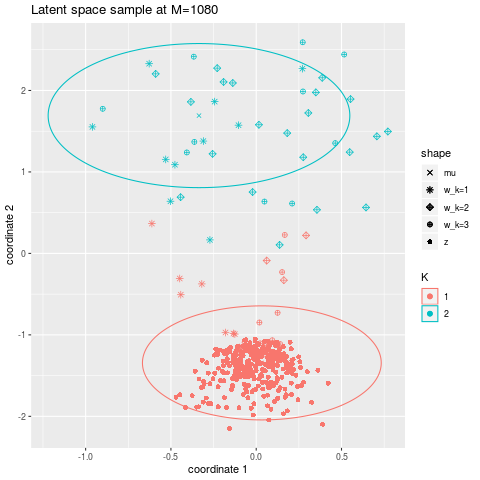 Latent space sample at M=1080
coordinate 2
2
1
0
-1
-2
-1.0
-0.5
0.0
0.5
coordinate 1
shape
mu
w_k=1
w_k=2
w_k=3
z
K
1
2